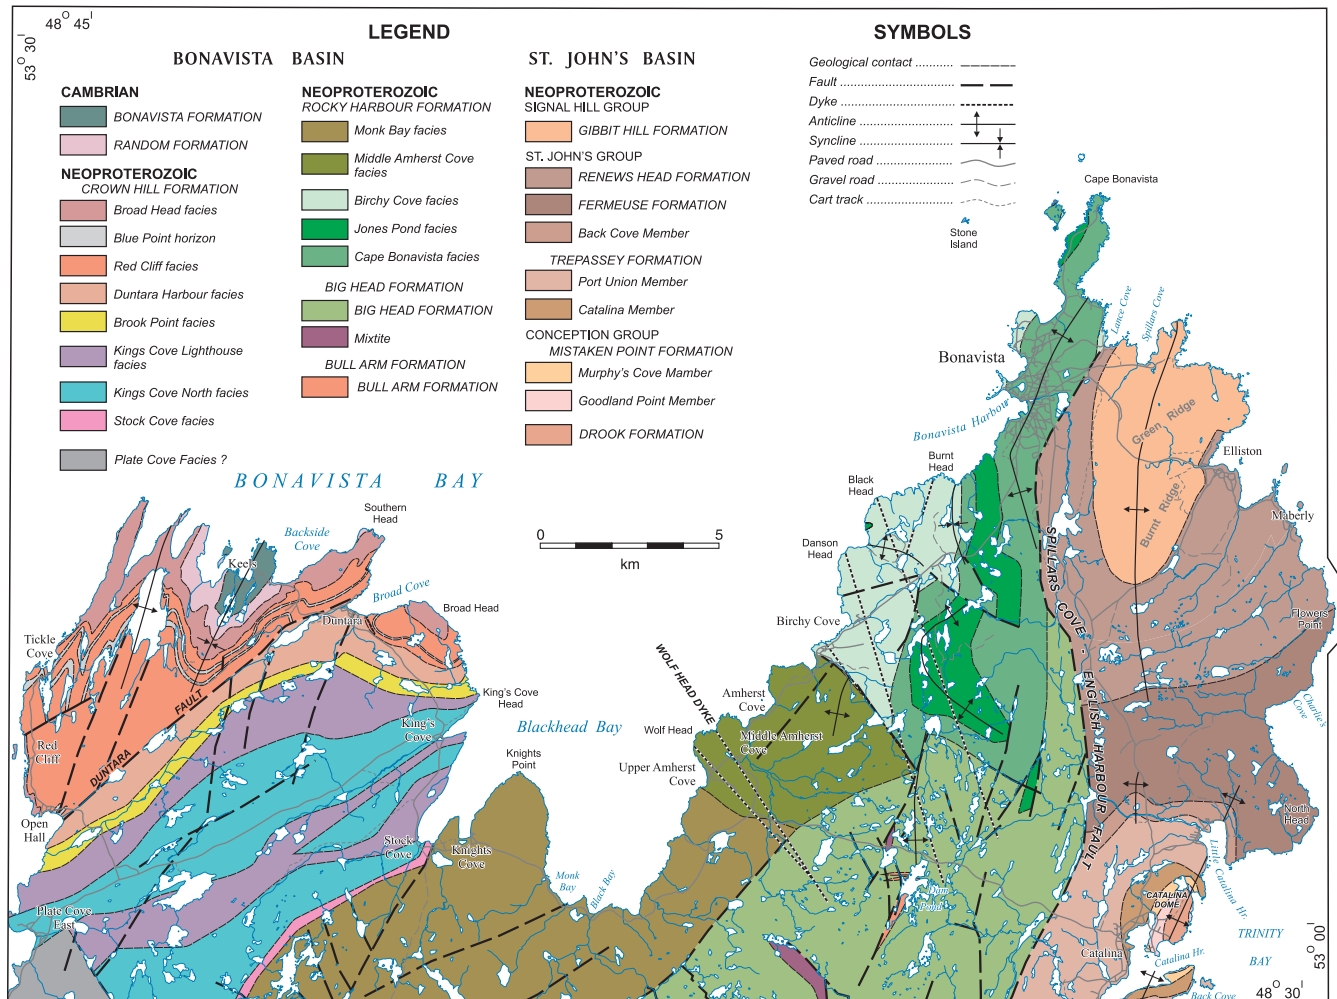 48° 45'
53° 30'
LEGEND
BONAVISTA BASIN
CAMBRIAN
BONAVISTA FORMATION
RANDOM FORMATION
NEOPROTEROZOIC
CROWN HILL FORMATION
Broad Head facies
Blue Point horizon
Red Cliff facies
Duntara Harbour facies
Brook Point facies
Kings Cove Lighthouse
facies
Kings Cove North facies
Stock Cove facies
Plate Cove Facies ?
NEOPROTEROZOIC
ROCKY HARBOUR FORMATION
Monk Bay facies
Middle Amherst Cove
facies
Birchy Cove facies
Jones Pond facies
Cape Bonavista facies
BIG HEAD FORMATION
BIG HEAD FORMATION
Mixtite
BULL ARM FORMATION
BULL ARM FORMATION
ST. JOHN'S BASIN
NEOPROTEROZOIC
SIGNAL HILL GROUP
GIBBIT HILL FORMATION
ST. JOHN'S GROUP
RENEWS HEAD FORMATION
FERMEUSE FORMATION
Back Cove Member
TREPASSEY FORMATION
Port Union Member
Catalina Member
CONCEPTION GROUP
MISTAKEN POINT FORMATION
Murphy's Cove Mamber
Goodland Point Member
DROOK FORMATION
SYMBOLS
Geological contact ..........
Fault ....................................
Dyke ....................................
Anticline ..............................
Syncline ..............................
Paved road ........................
Gravel road .......................
Cart track ..........................
Cape Bonavista
Stone
Island
Lance Cove
Spillars Cove
Bonavista
Bonavista Harbour
Green Ridge
Elliston
Burnt Ridge
Maberly
Flowers
Point
Charlie's
Cove
North
Head
BONAVISTA BAY
Southern
Head
Backside
Cove
Keels
Broad Cove
Broad Head
Duntara
Tickle
Cove
DUNTARA FAULT
Red
Cliff
Open
Hall
King's Cove
Head
King's
Cove
Blackhead Bay
Knights
Point
Stock
Cove
Knights
Cove
Monk
Bay
Black Bay
Plate Cove
East
0 5
km
Burnt
Head
Black
Head
Danson
Head
Birchy Cove
WOLF HEAD DYKE
Amherst
Cove
Wolf Head
Middle Amherst
Cove
Upper Amherst
Cove
Dam
Pond
SPILLARS COVE - ENGLISH HARBOUR FAULT
Little Catalina Hr.
CATALINA
DOME
Catalina
Catalina Hr.
TRINITY
BAY
Back Cove
53° 00'
48° 30'